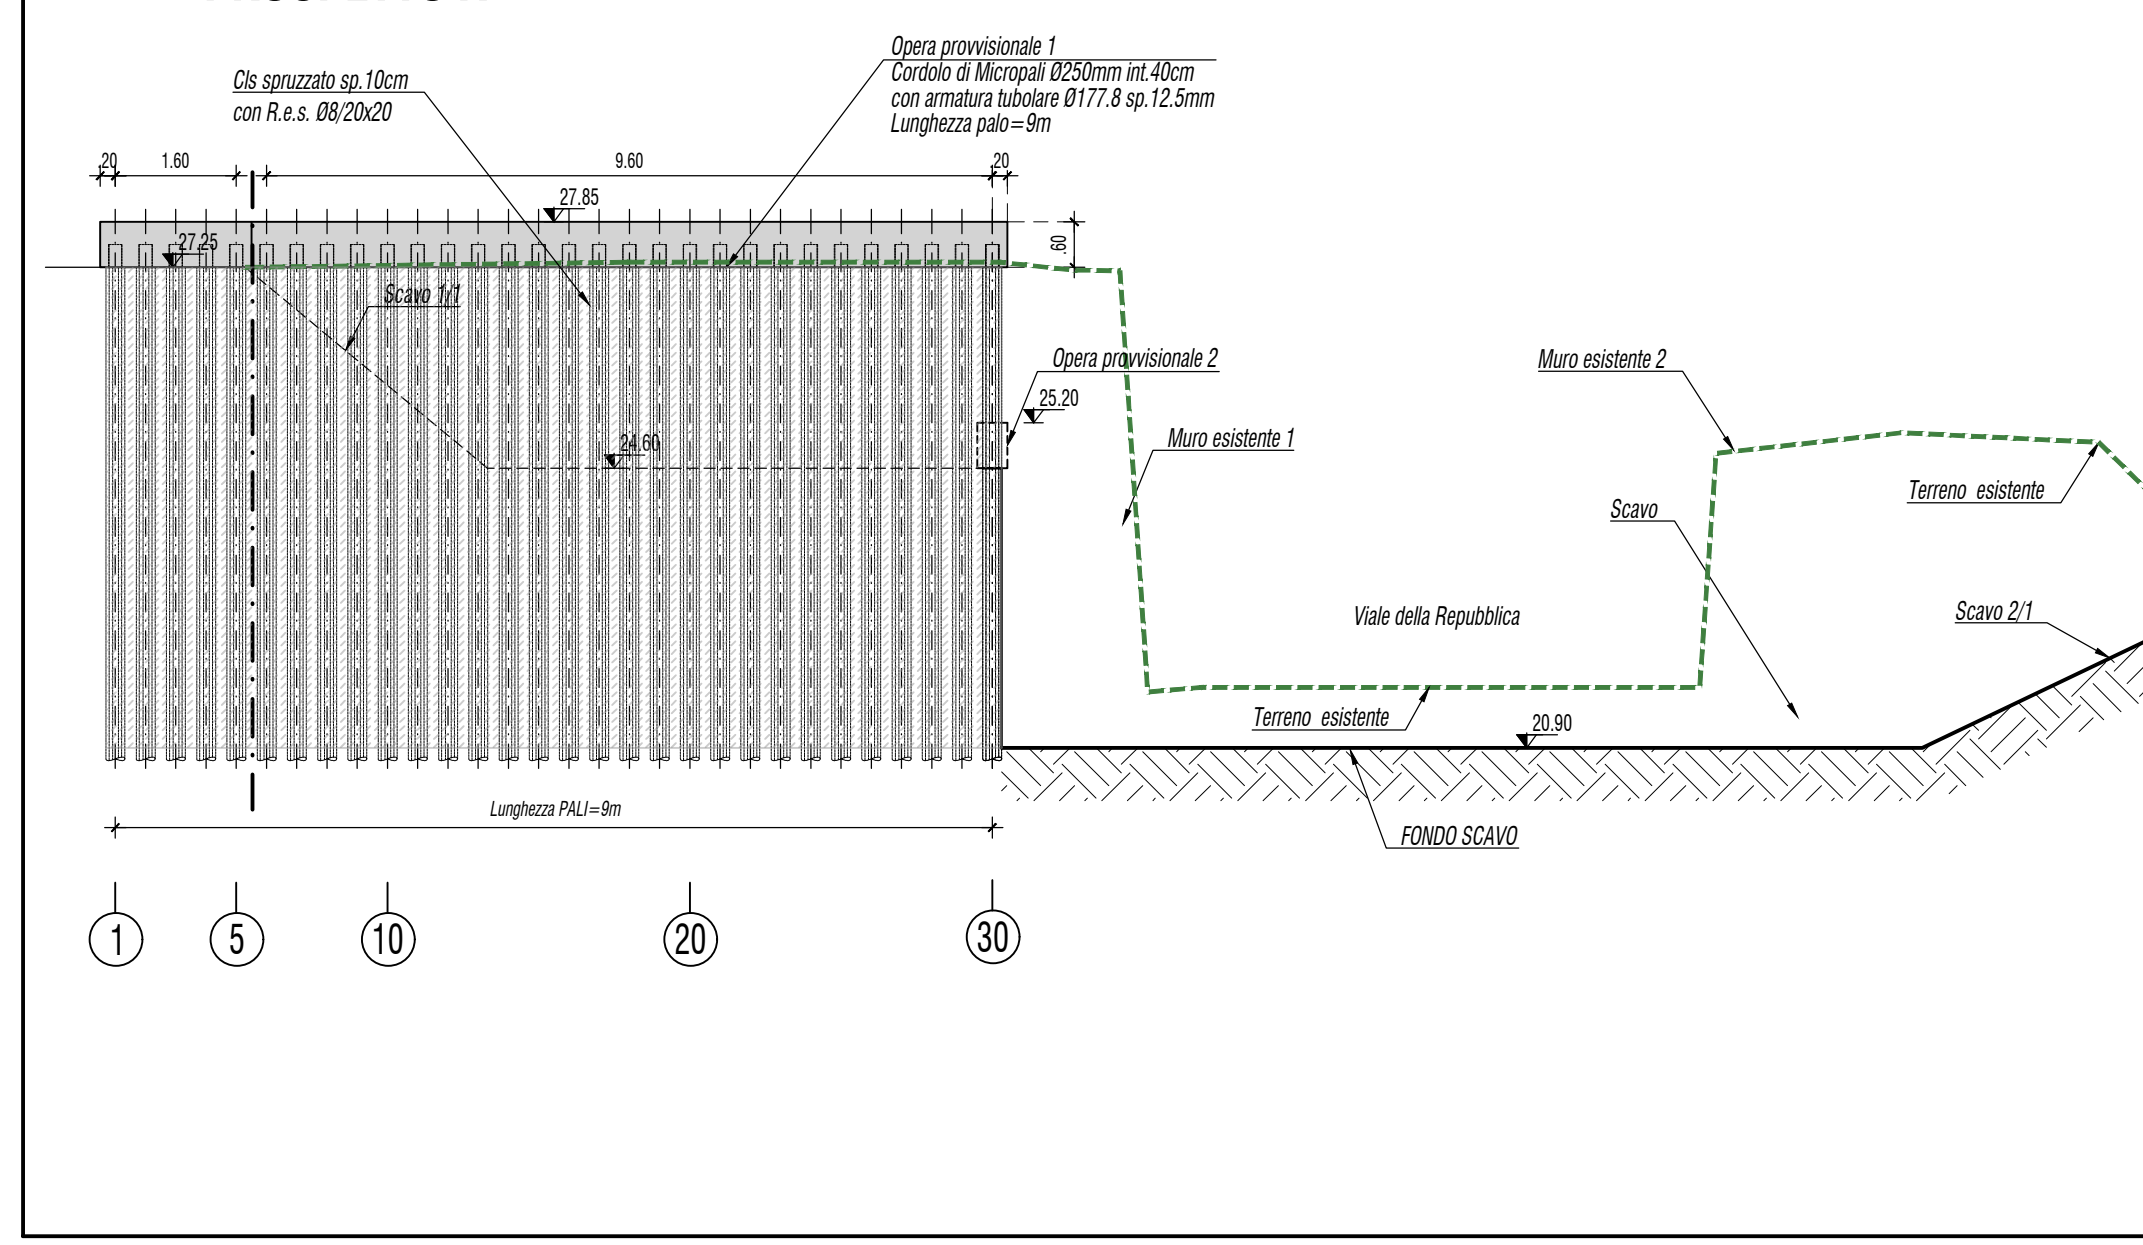 Opera provvisionale 1
Cordolo di Micropali Ø250mm int.40cm
con armatura tubolare Ø177.8 sp.12.5mm
Lunghezza palo=9m
Cls spruzzato sp.10cm
con R.e.s. Ø8/20x20
.20
1.60
9.60
.20
27.85
27.25
.60
Scavo 1/1
Opera provvisionale 2
Muro esistente 2
25.20
24.60
Muro esistente 1
Terreno esistente
Scavo
Viale della Repubblica
Scavo 2/1
Terreno esistente
20.90
Lunghezza PALI=9m
FONDO SCAVO
1
5
10
20
30